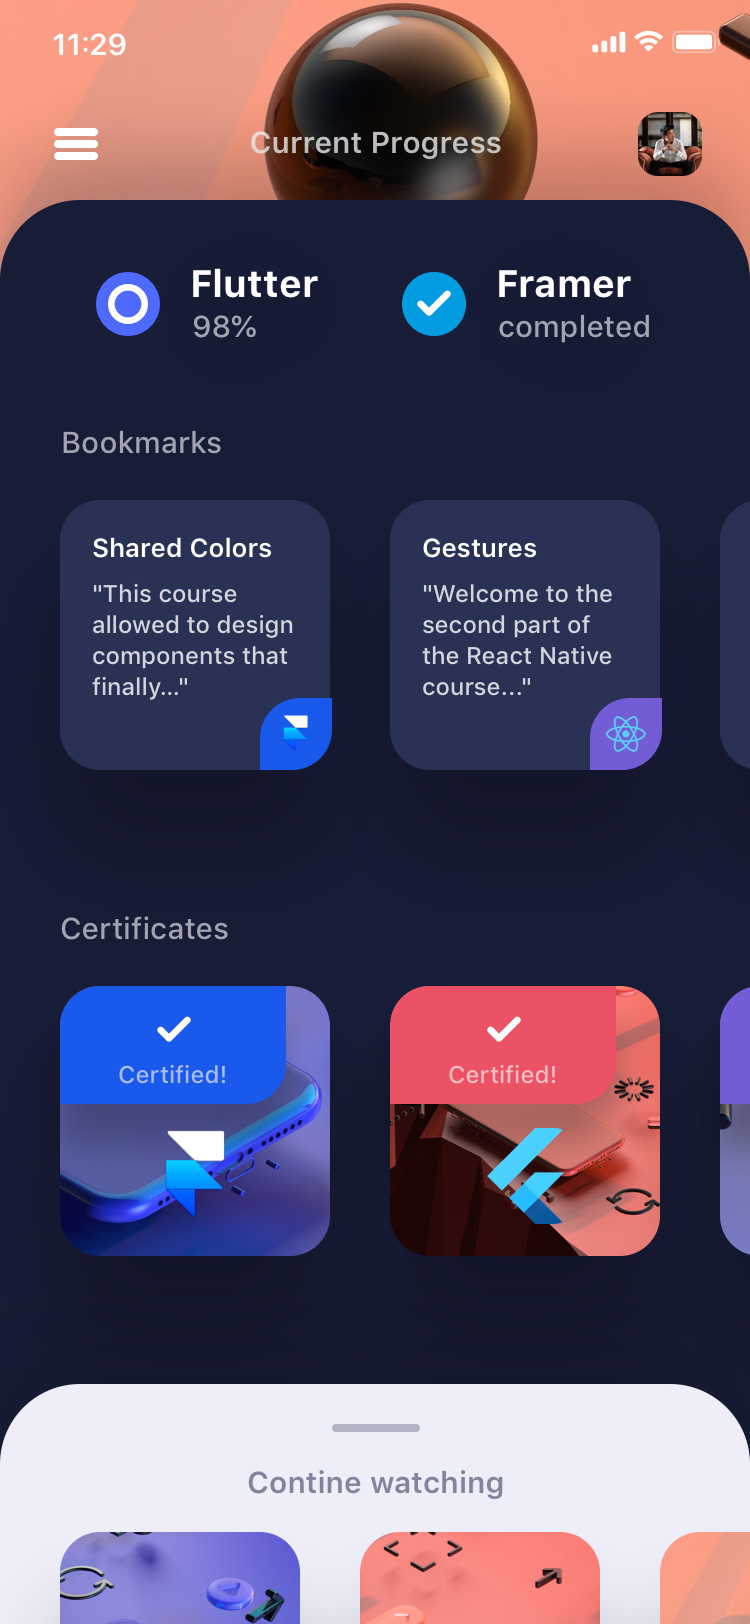 11:29
Current Progress
Flutter
98%
Framer
completed
Bookmarks
Shared Colors
"This course
allowed to design
components that
finally..."
Gestures
"Welcome to the
second part of
the React Native
course..."
Certificates
Certified!
Certified!
Contine watching